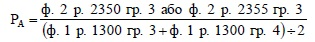 P_A = ф. 2 р. 2350 гр. 3 або ф. 2 р. 2355 гр. 3
(ф. 1 р. 1300 гр. 3 + ф. 1 р. 1300 гр. 4) ÷ 2